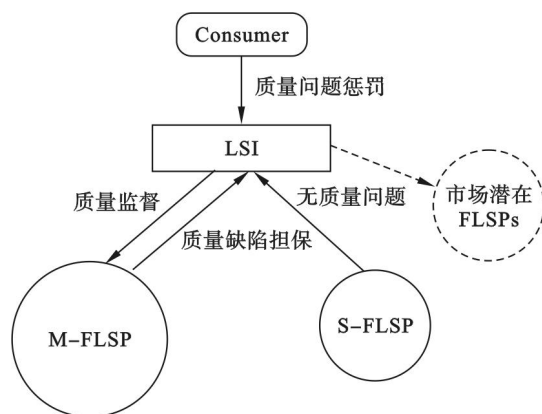 Consumer
质量问题惩罚
LSI
质量监督
无质量问题
市场潜在
FLSPs
质量缺陷担保
M-FLSP
S-FLSP